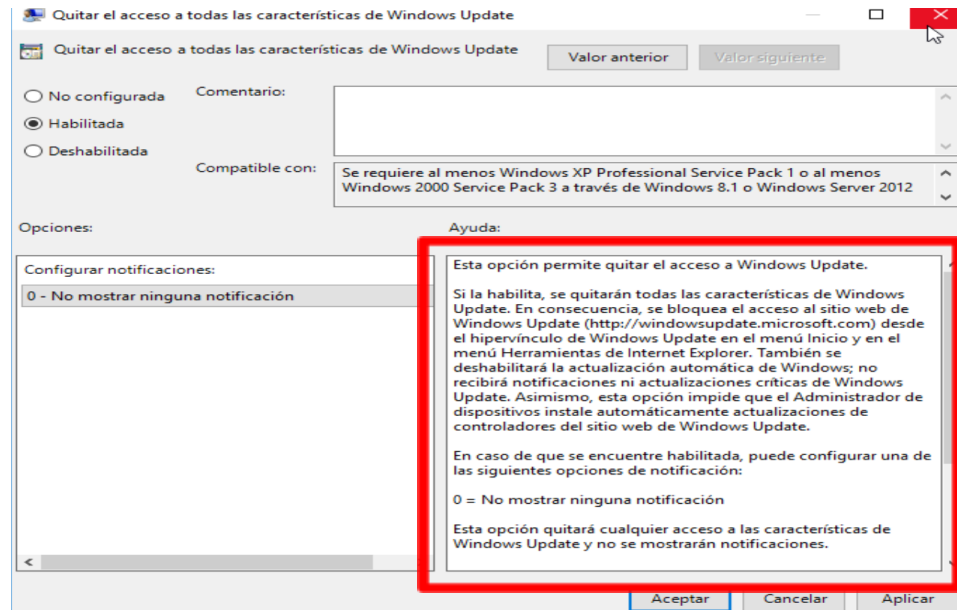 Quitar el acceso a todas las características de Windows Update
Quitar el acceso a todas las características de Windows Update
Valor anterior
Valor siguiente
No configurada
Comentario:
Habilitada
Deshabilitada
Compatible con:
Se requiere al menos Windows XP Professional Service Pack 1 o al menos
Windows 2000 Service Pack 3 a través de Windows 8.1 o Windows Server 2012
Opciones:
Ayuda:
Configurar notificaciones:
0 - No mostrar ninguna notificación
Esta opción permite quitar el acceso a Windows Update.
Si la habilita, se quitarán todas las características de Windows
Update. En consecuencia, se bloquea el acceso al sitio web de
Windows Update (http://windowsupdate.microsoft.com) desde
el hipervínculo de Windows Update en el menú Inicio y en el
menú Herramientas de Internet Explorer. También se
deshabilitará la actualización automática de Windows; no
recibirá notificaciones ni actualizaciones críticas de Windows
Update. Asimismo, esta opción impide que el Administrador de
dispositivos instale automáticamente actualizaciones de
controladores del sitio web de Windows Update.
En caso de que se encuentre habilitada, puede configurar una de
las siguientes opciones de notificación:
0 = No mostrar ninguna notificación
Esta opción quitará cualquier acceso a las características de
Windows Update y no se mostrarán notificaciones.
Aceptar
Cancelar
Aplicar